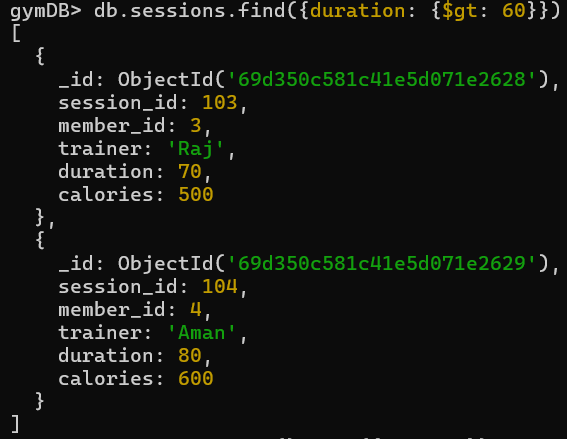 gymDB> db.sessions.find({duration: {$gt: 60}})
[
  {
    _id: ObjectId('69d350c581c41e5d071e2628'),
    session_id: 103,
    member_id: 3,
    trainer: 'Raj',
    duration: 70,
    calories: 500
  },
  {
    _id: ObjectId('69d350c581c41e5d071e2629'),
    session_id: 104,
    member_id: 4,
    trainer: 'Aman',
    duration: 80,
    calories: 600
  }
]